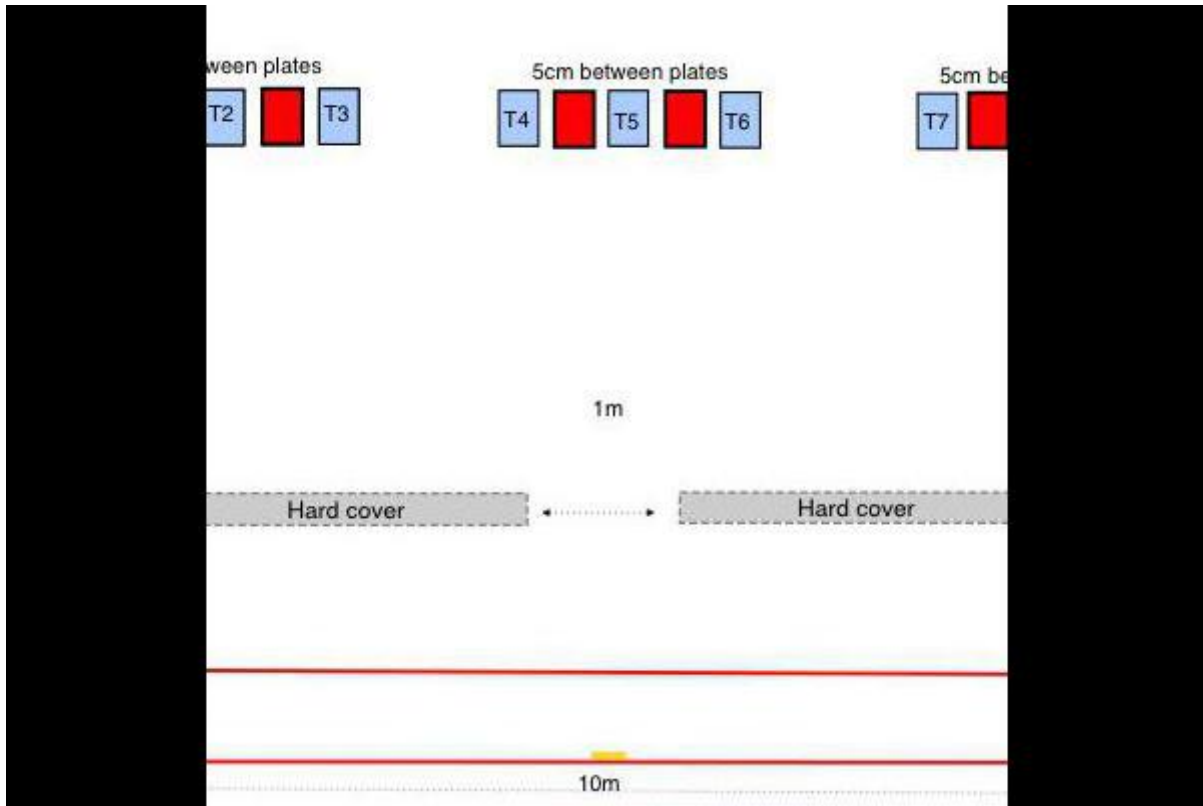 ween plates
5cm between plates
5cm be
T2
T3
T4
T5
T6
T7
1m
Hard cover
Hard cover
10m